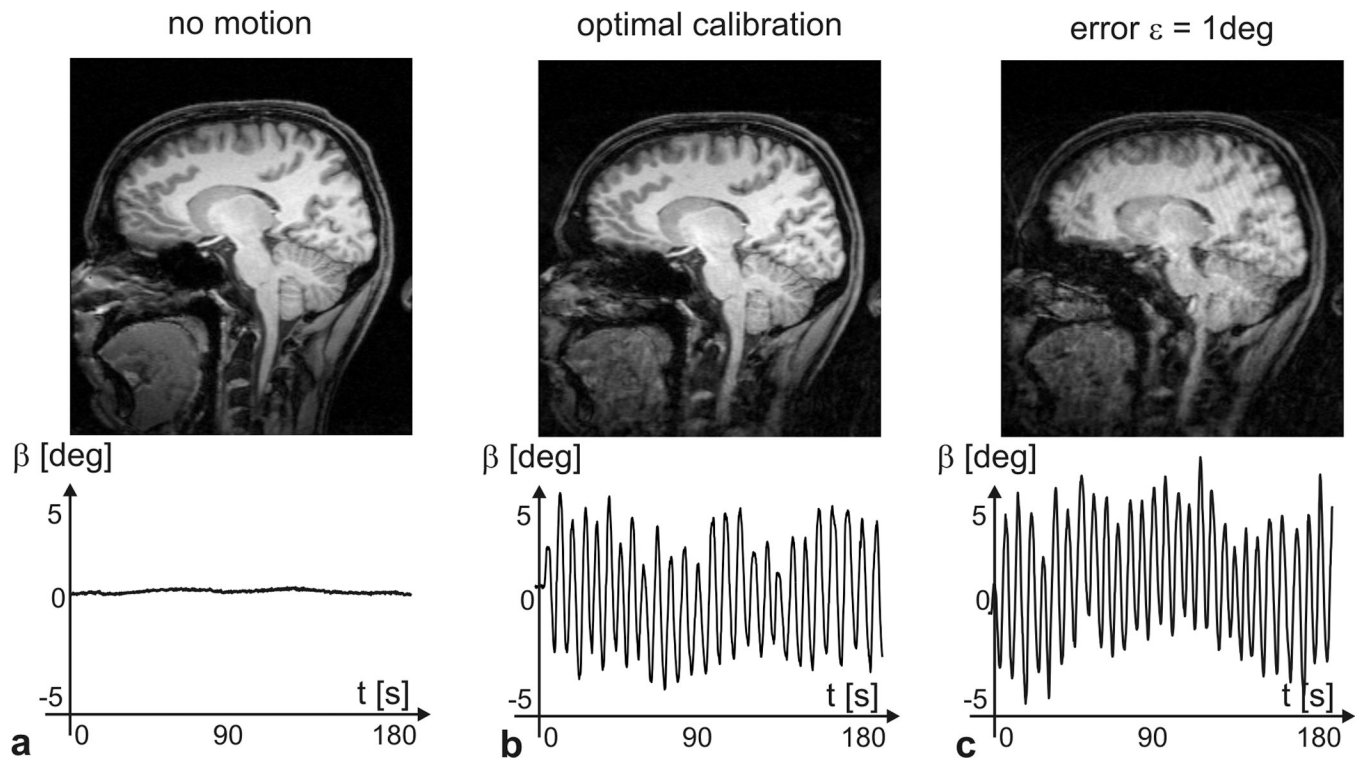 no motion
optimal calibration
error ε = 1deg
β [deg]
5
0
-5
t [s]
0 90 180
a
β [deg]
5
0
-5
t [s]
0 90 180
b
β [deg]
5
0
-5
t [s]
0 90 180
c